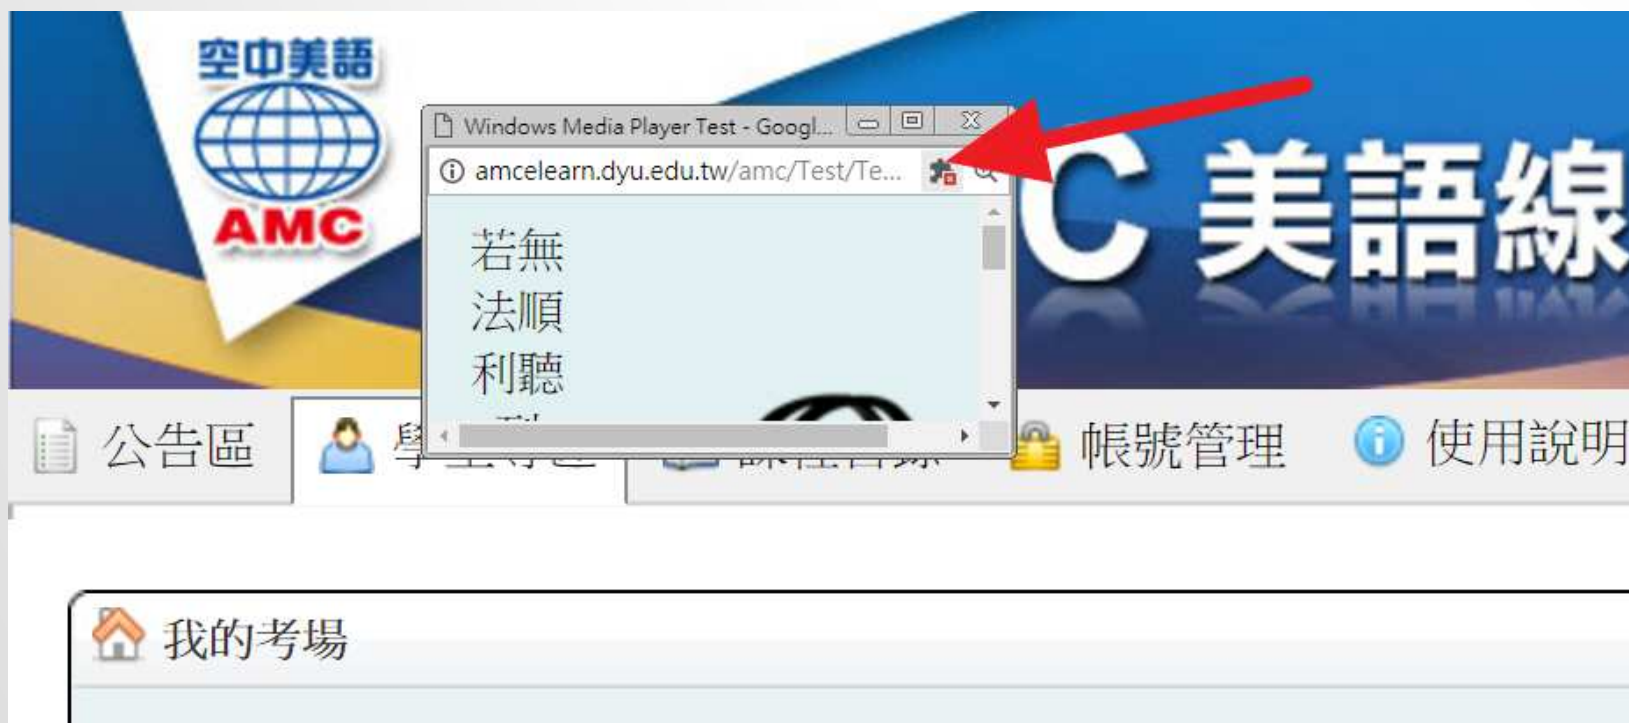 空中美語
AMC
Windows Media Player Test - Googl...
amcelearn.dyu.edu.tw/amc/Test/Te...
C 美語線
若無
法順
利聽
公告區
帳號管理
使用說明
我的考場